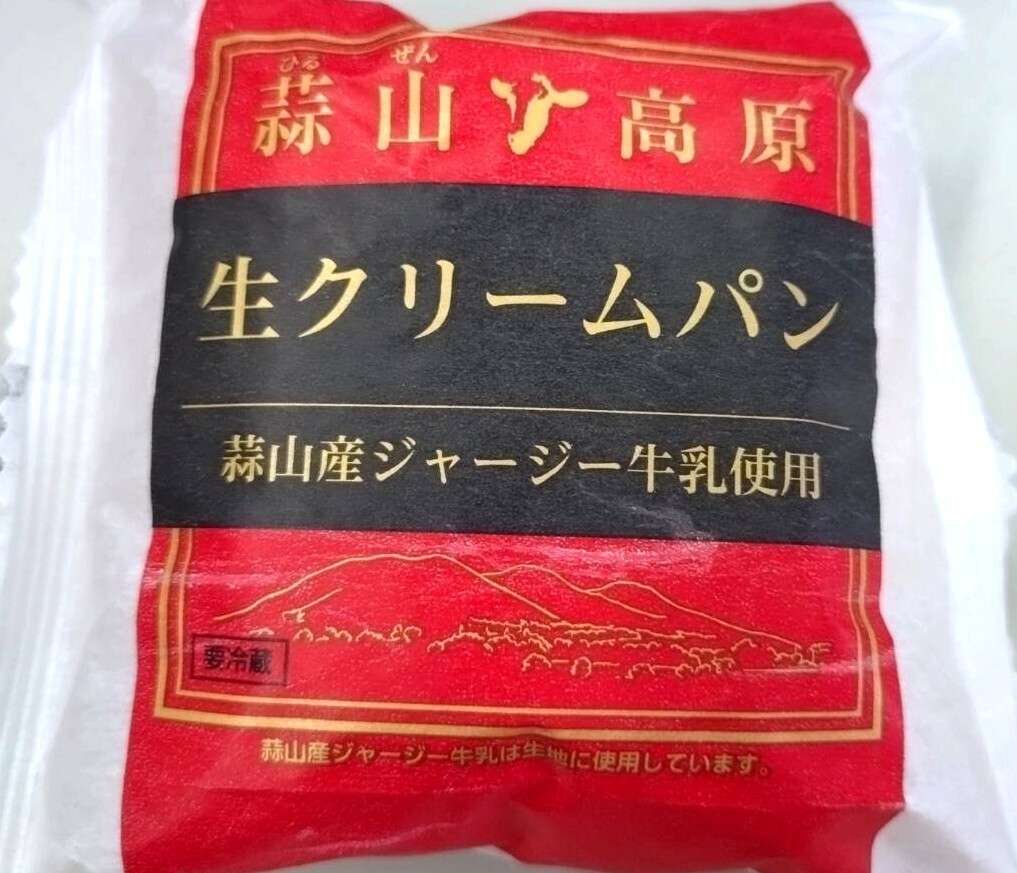 ひるぜん
蒜山高原
生クリームパン
蒜山産ジャージー牛乳使用
要冷蔵
蒜山産ジャージー牛乳は生地に使用しています。